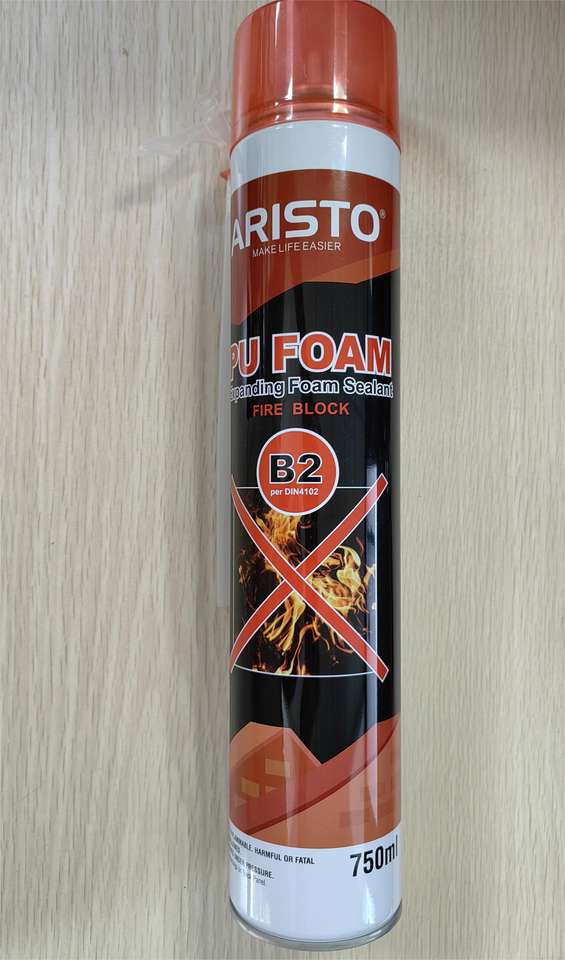 ARISTO®
MAKE LIFE EASIER
PU FOAM
Expanding Foam Sealant
FIRE BLOCK
B2
per DIN4102
HARMFUL OR FATAL
PRESSURE.
Panel.
750ml